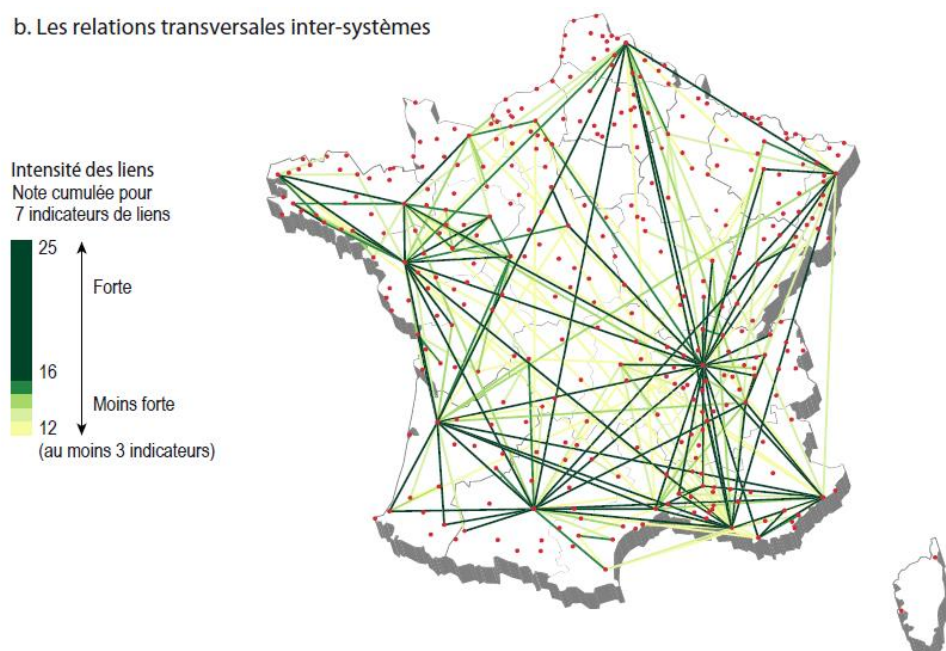 b. Les relations transversales inter-systèmes
Intensité des liens
Note cumulée pour
7 indicateurs de liens
25
Forte
16
Moins forte
12
(au moins 3 indicateurs)